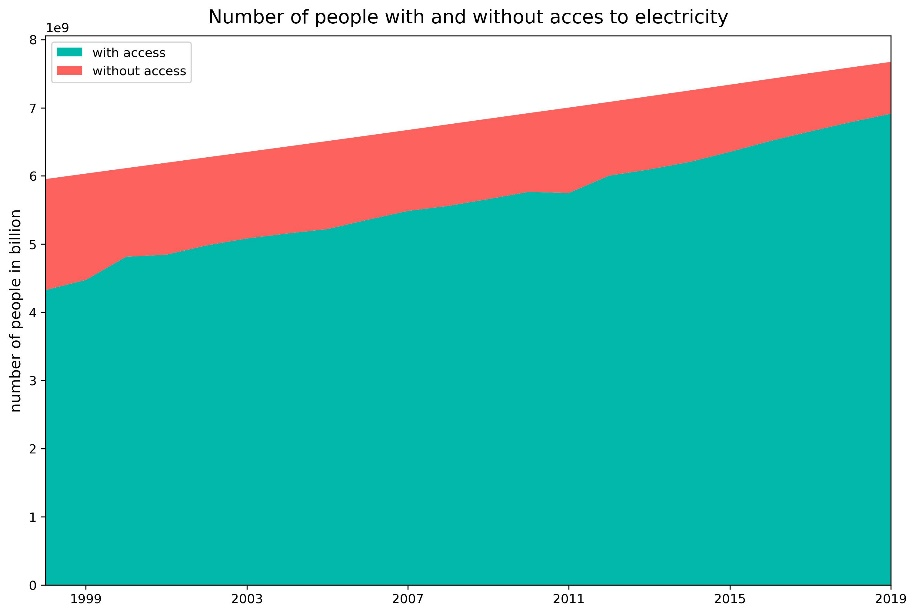 Number of people with and without acces to electricity
1e9
with access
without access
number of people in billion
8
7
6
5
4
3
2
1
0
1999 2003 2007 2011 2015 2019